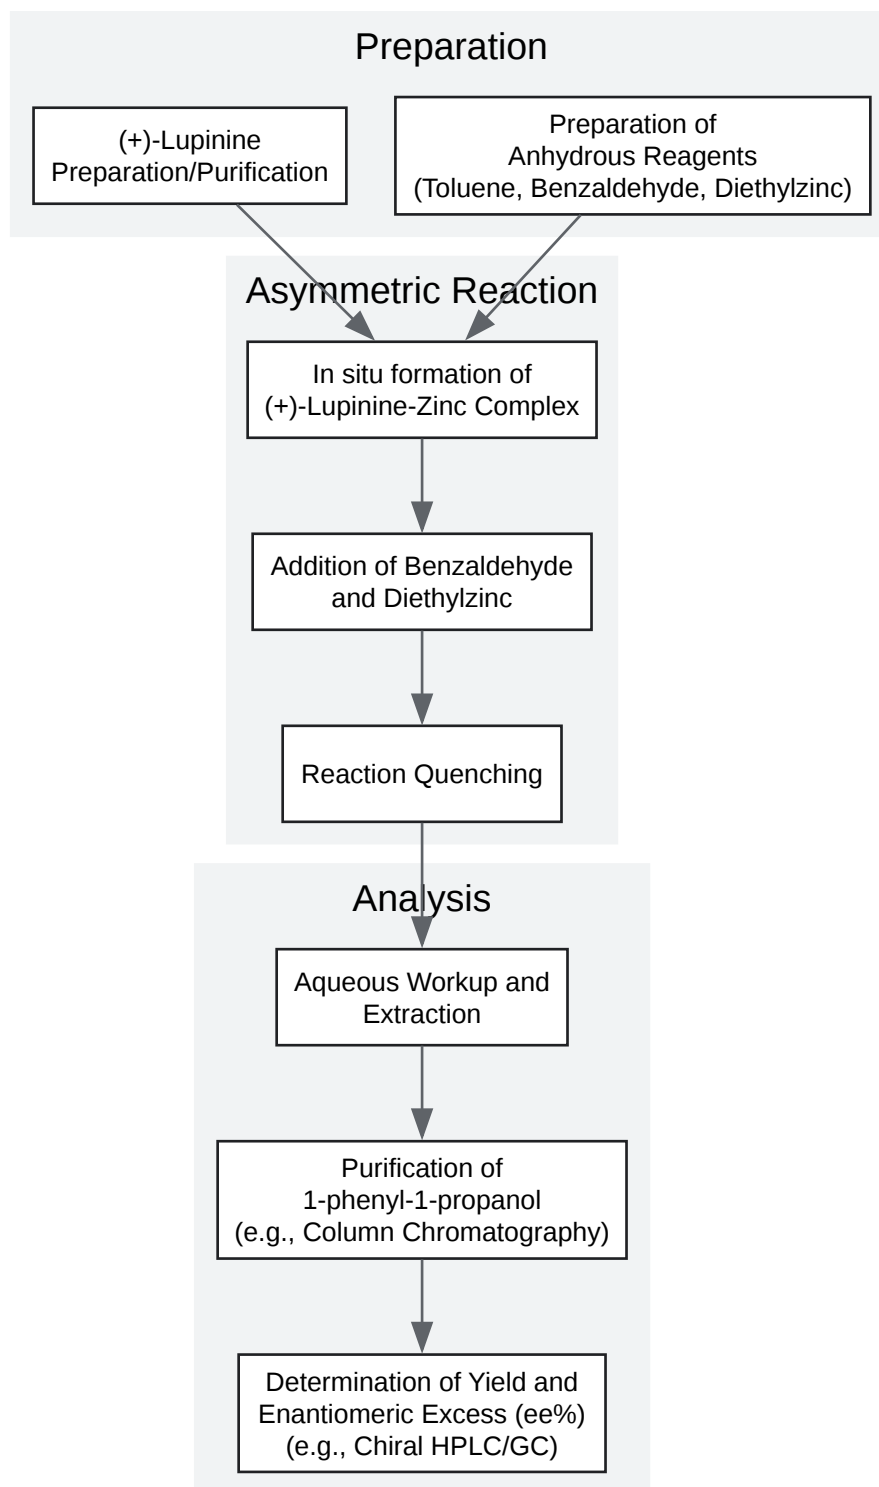 Preparation
(+)-Lupinine
Preparation/Purification
Preparation of
Anhydrous Reagents
(Toluene, Benzaldehyde, Diethylzinc)
Asymmetric Reaction
In situ formation of
(+)-Lupinine-Zinc Complex
Addition of Benzaldehyde
and Diethylzinc
Reaction Quenching
Analysis
Aqueous Workup and
Extraction
Purification of
1-phenyl-1-propanol
(e.g., Column Chromatography)
Determination of Yield and
Enantiomeric Excess (ee%)
(e.g., Chiral HPLC/GC)